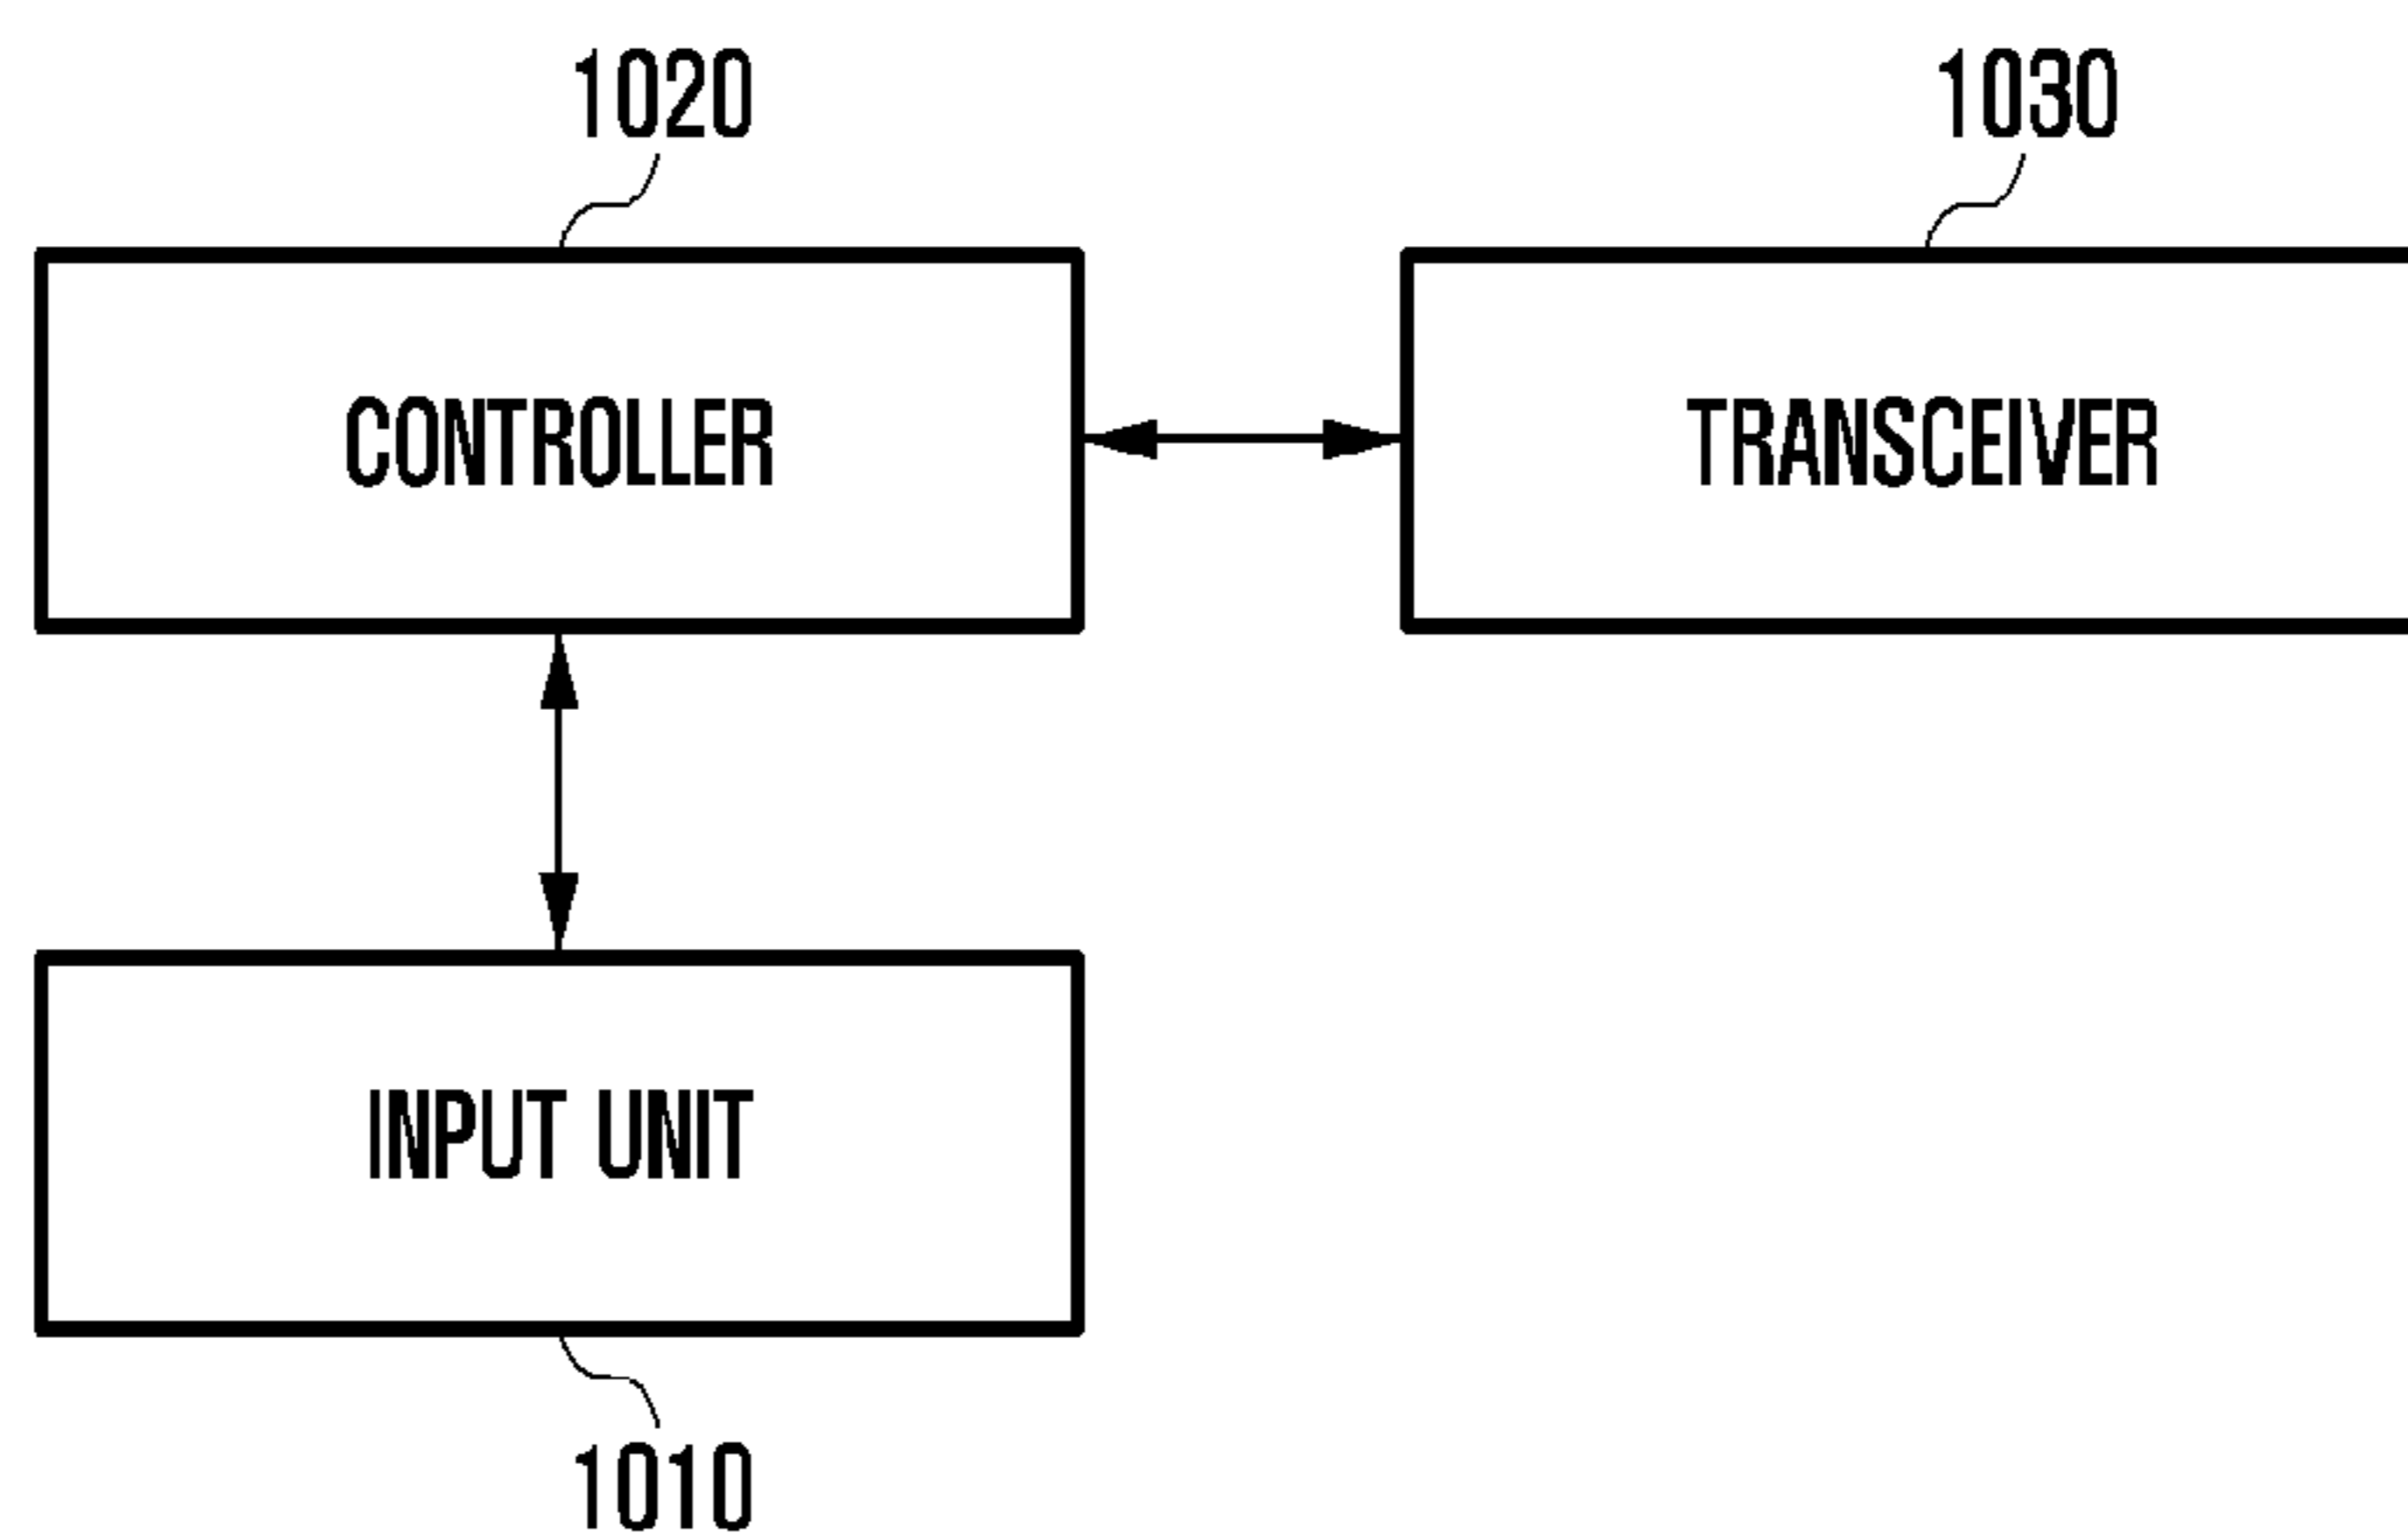 1020
1030
CONTROLLER
TRANSCEIVER
INPUT UNIT
1010